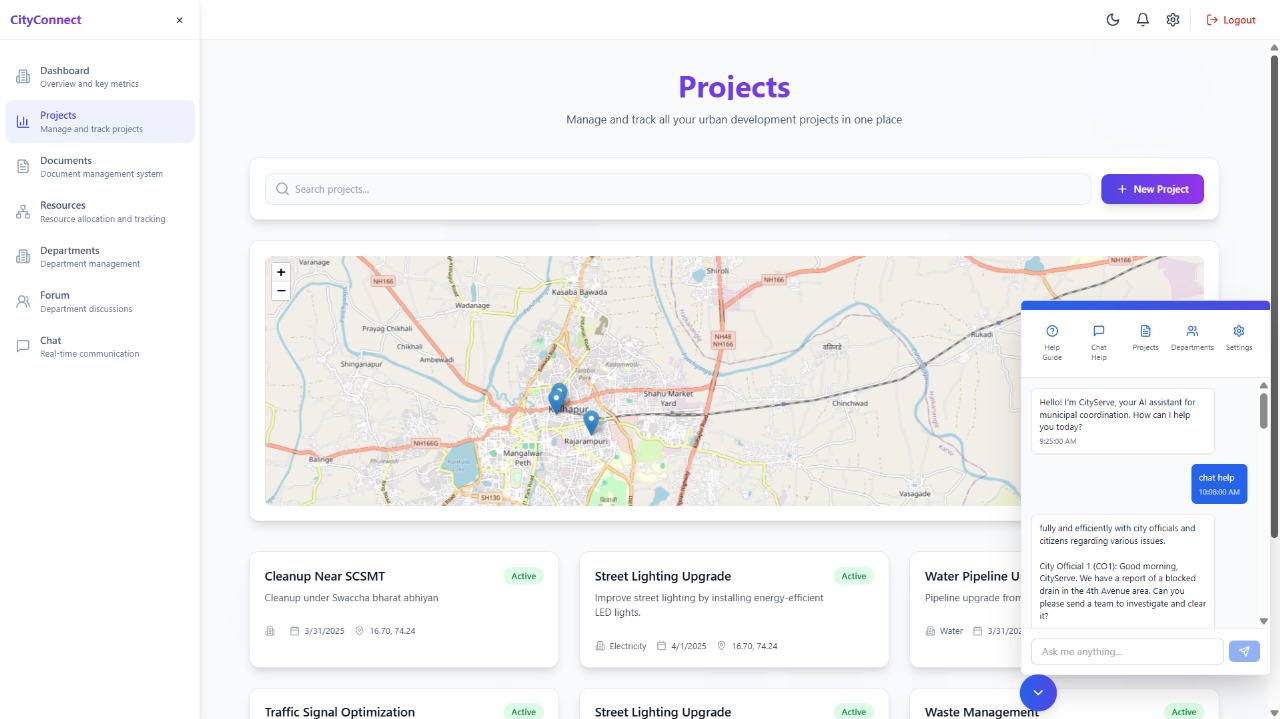 CityConnect
×
Logout
Dashboard
Overview and key metrics
Projects
Manage and track projects
Documents
Document management system
Resources
Resource allocation and tracking
Departments
Department management
Forum
Department discussions
Chat
Real-time communication
Projects
Manage and track all your urban development projects in one place
Search projects...
+ New Project
+
−
Varanage
NH166
Wadanage
Kasaba Bawada
Shiroli
NH166
NH166
Prayag Chikhali
Chikhali
Ambewadi
Shinganapur
NH48
NH166
Rukadi
Shahu Market
Yard
Chinchwad
Rajarampuri
NH166G
Mangalwar
Peth
Balinge
Phulewadi
SH130
Vasagade
Cleanup Near SCSMT
Active
Cleanup under Swaccha bharat abhiyan
3/31/2025
16.70, 74.24
Street Lighting Upgrade
Active
Improve street lighting by installing energy-efficient
LED lights.
Electricity
4/1/2025
16.70, 74.24
Water Pipeline U
Pipeline upgrade from
Water
3/31/202
Traffic Signal Optimization
Active
Street Lighting Upgrade
Active
Waste Management
Active
Help
Guide
Chat
Help
Projects
Departments
Settings
Hello! I'm CityServe, your AI assistant for
municipal coordination. How can I help
you today?
9:25:00 AM
chat help
10:08:00 AM
fully and efficiently with city officials and
citizens regarding various issues.
City Official 1 (CO1): Good morning,
CityServe. We have a report of a blocked
drain in the 4th Avenue area. Can you
please send a team to investigate and clear
it?
Ask me anything...